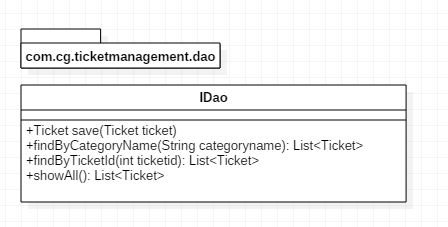 com.cg.ticketmanagement.dao
IDao
+Ticket save(Ticket ticket)
+findByCategoryName(String categoryname): List<Ticket>
+findByTicketId(int ticketid): List<Ticket>
+showAll(): List<Ticket>